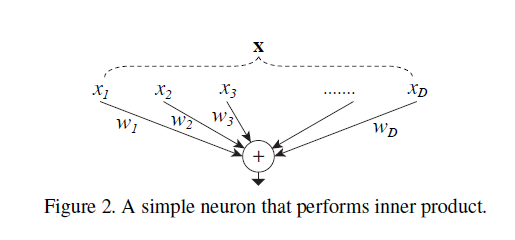 x
x1 x2 x3 ....... xD
w1 w2 w3 wD
+
Figure 2. A simple neuron that performs inner product.